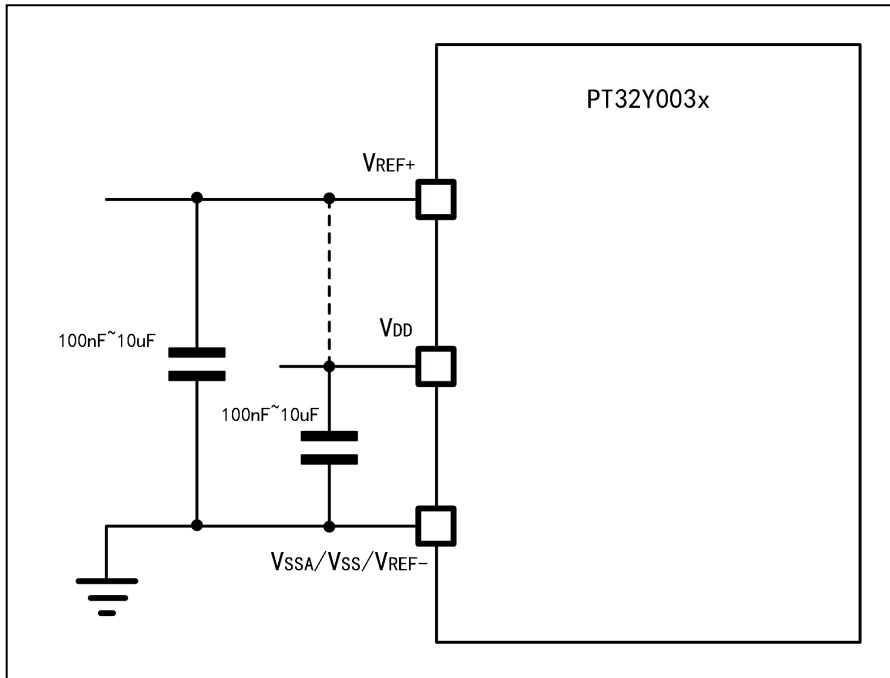 PT32Y003x
VREF+
VDD
100nF~10uF
100nF~10uF
VSSA/VSS/VREF-